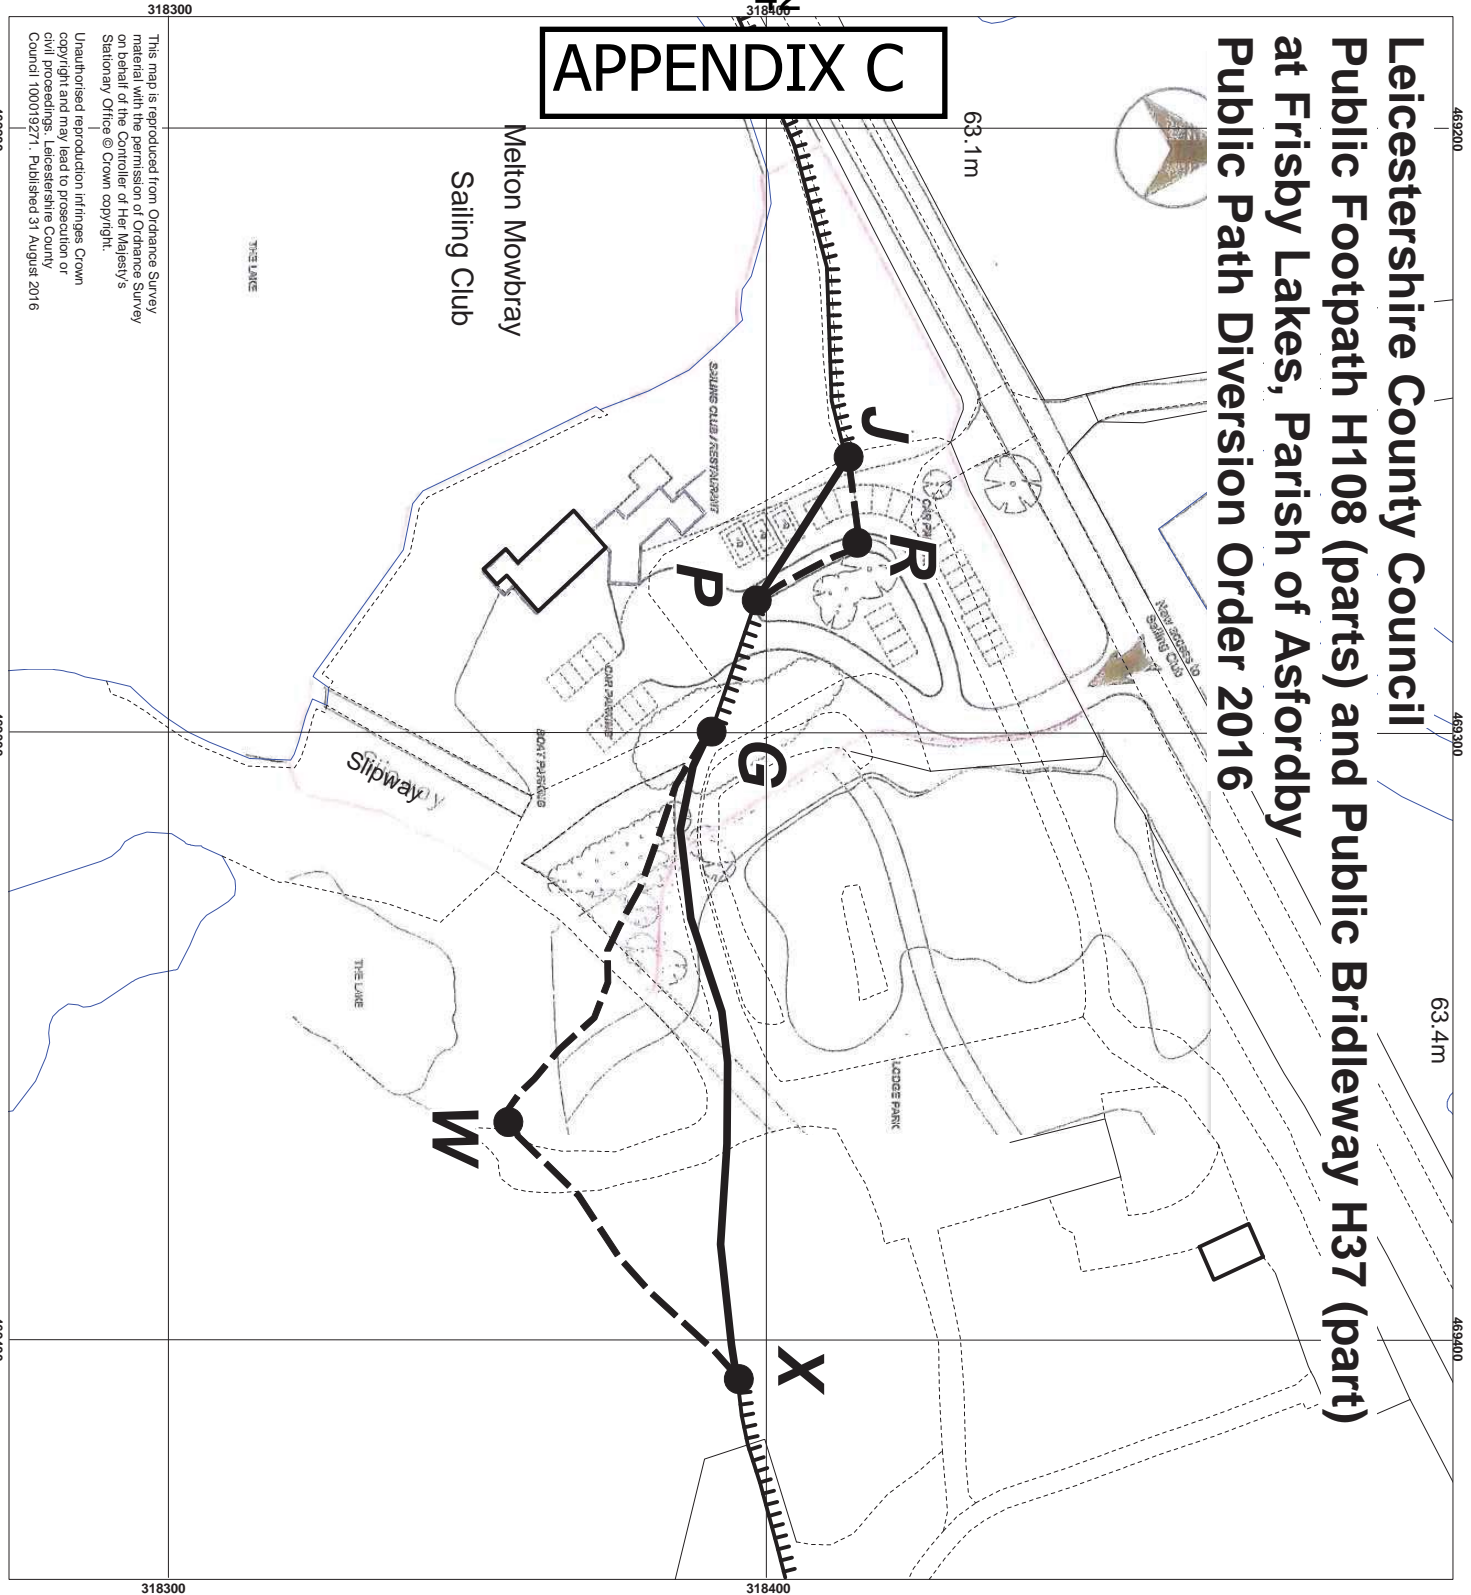 APPENDIX C
Leicestershire County Council
Public Footpath H108 (parts) and Public Bridleway H37 (part)
at Frisby Lakes, Parish of Asfordby
Public Path Diversion Order 2016
318300
318400
469200
469300
469400
63.1m
63.4m
New access to
Sailing Club
J
R
P
G
W
X
CAR PARKING
SAILING CLUB / RESTAURANT
Melton Mowbray
Sailing Club
THE LAKE
BOAT PARKING
Slipway
THE LAKE
LODGE PARK
This map is reproduced from Ordnance Survey
material with the permission of Ordnance Survey
on behalf of the Controller of Her Majesty's
Stationary Office © Crown copyright.
Unauthorised reproduction infringes Crown
copyright and may lead to prosecution or
civil proceedings. Leicestershire County
Council 100019271. Published 31 August 2016
318300
318400